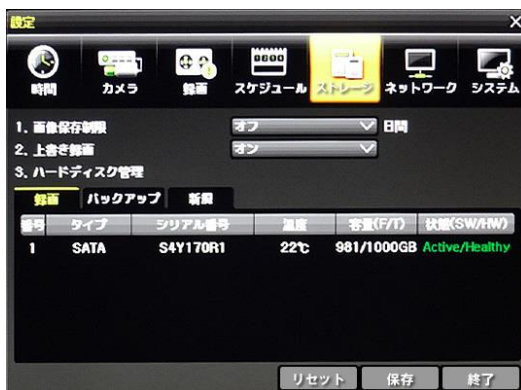 設定 X
時間 カメラ 録画 スケジュール ストレージ ネットワーク システム
1. 画像保存制限 オフ 日間
2. 上書き録画 オン
3. ハードディスク管理
録画 バックアップ 新規
番号 タイプ シリアル番号 温度 容量(F/T) 状態(SW/HW)
1 SATA S4Y170R1 22℃ 981/1000GB Active/Healthy
リセット 保存 終了